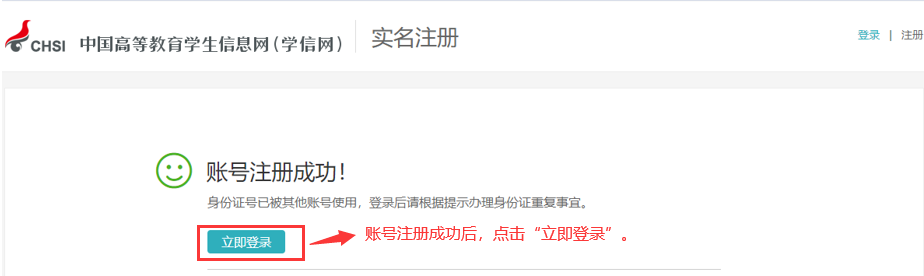 CHSI 中国高等教育学生信息网(学信网) 实名注册 登录 | 注册
账号注册成功!
身份证号已被其他账号使用，登录后请根据提示办理身份证重复事宜。
立即登录 账号注册成功后，点击“立即登录”。